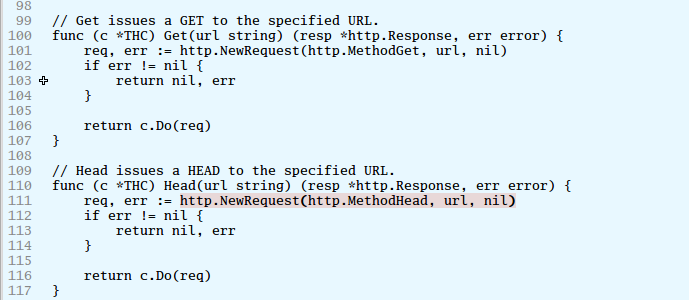 98
99 // Get issues a GET to the specified URL.
100 func (c *THC) Get(url string) (resp *http.Response, err error) {
101     req, err := http.NewRequest(http.MethodGet, url, nil)
102     if err != nil {
103         return nil, err
104     }
105
106     return c.Do(req)
107 }
108
109 // Head issues a HEAD to the specified URL.
110 func (c *THC) Head(url string) (resp *http.Response, err error) {
111     req, err := http.NewRequest(http.MethodHead, url, nil)
112     if err != nil {
113         return nil, err
114     }
115
116     return c.Do(req)
117 }